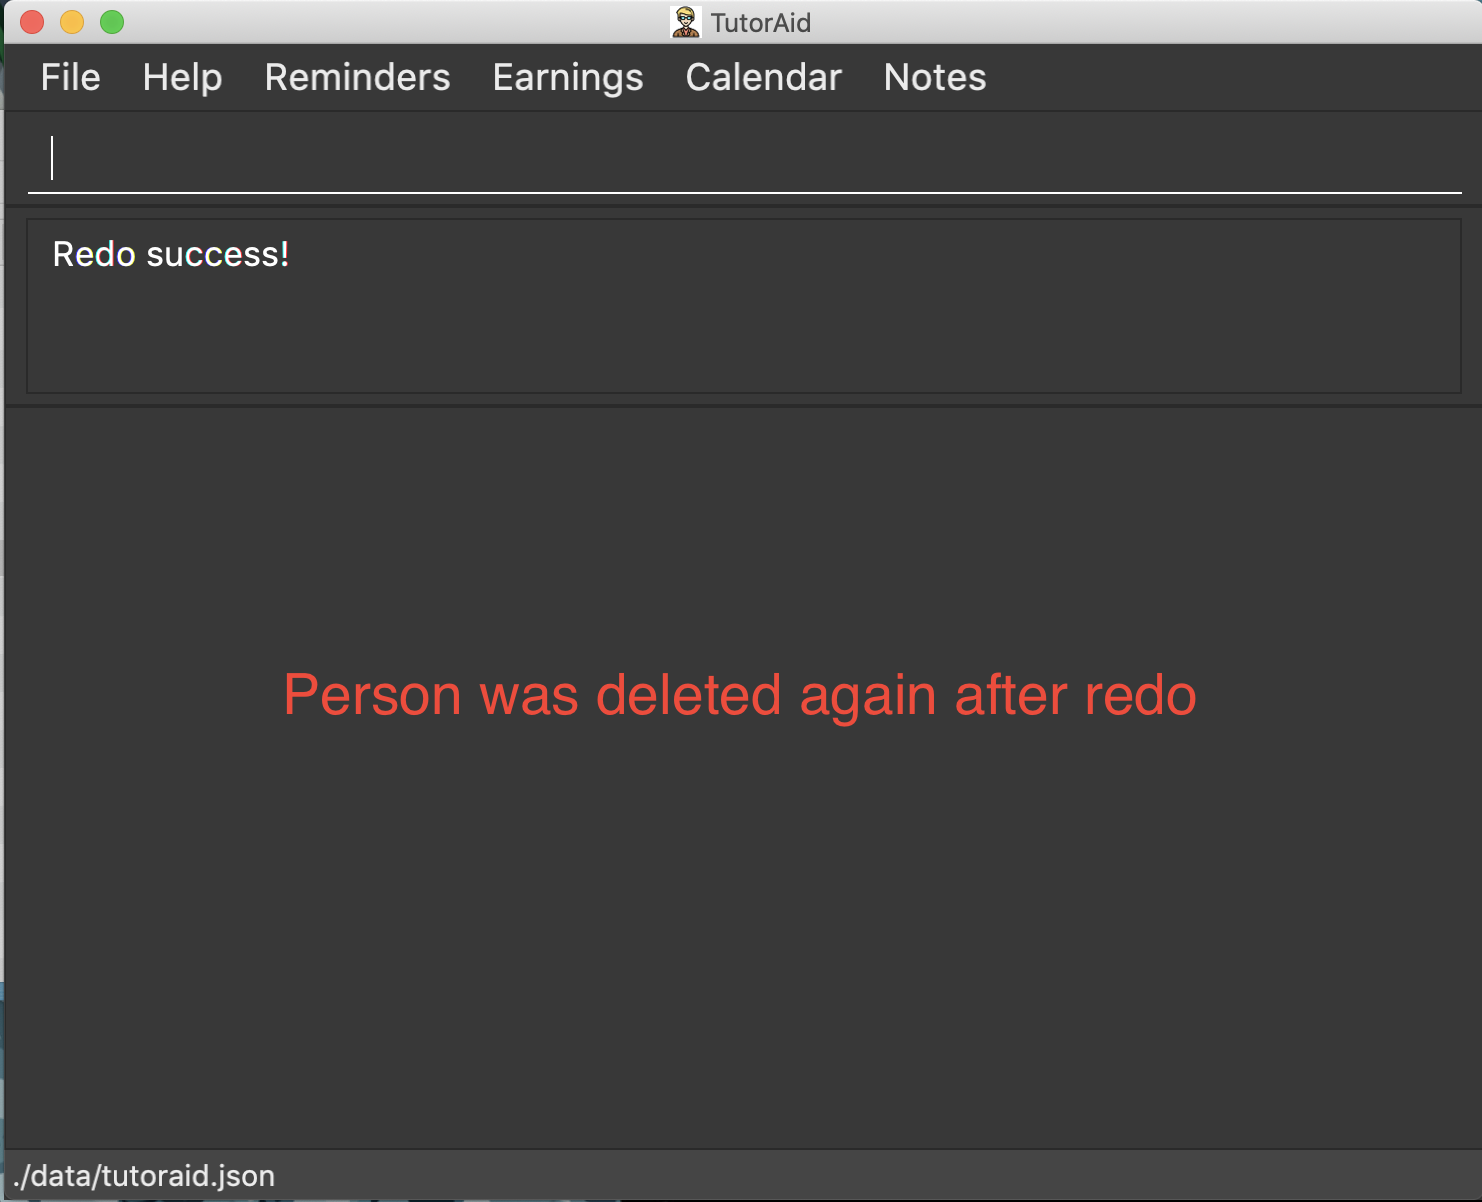 TutorAid
File Help Reminders Earnings Calendar Notes
Redo success!
Person was deleted again after redo
./data/tutoraid.json